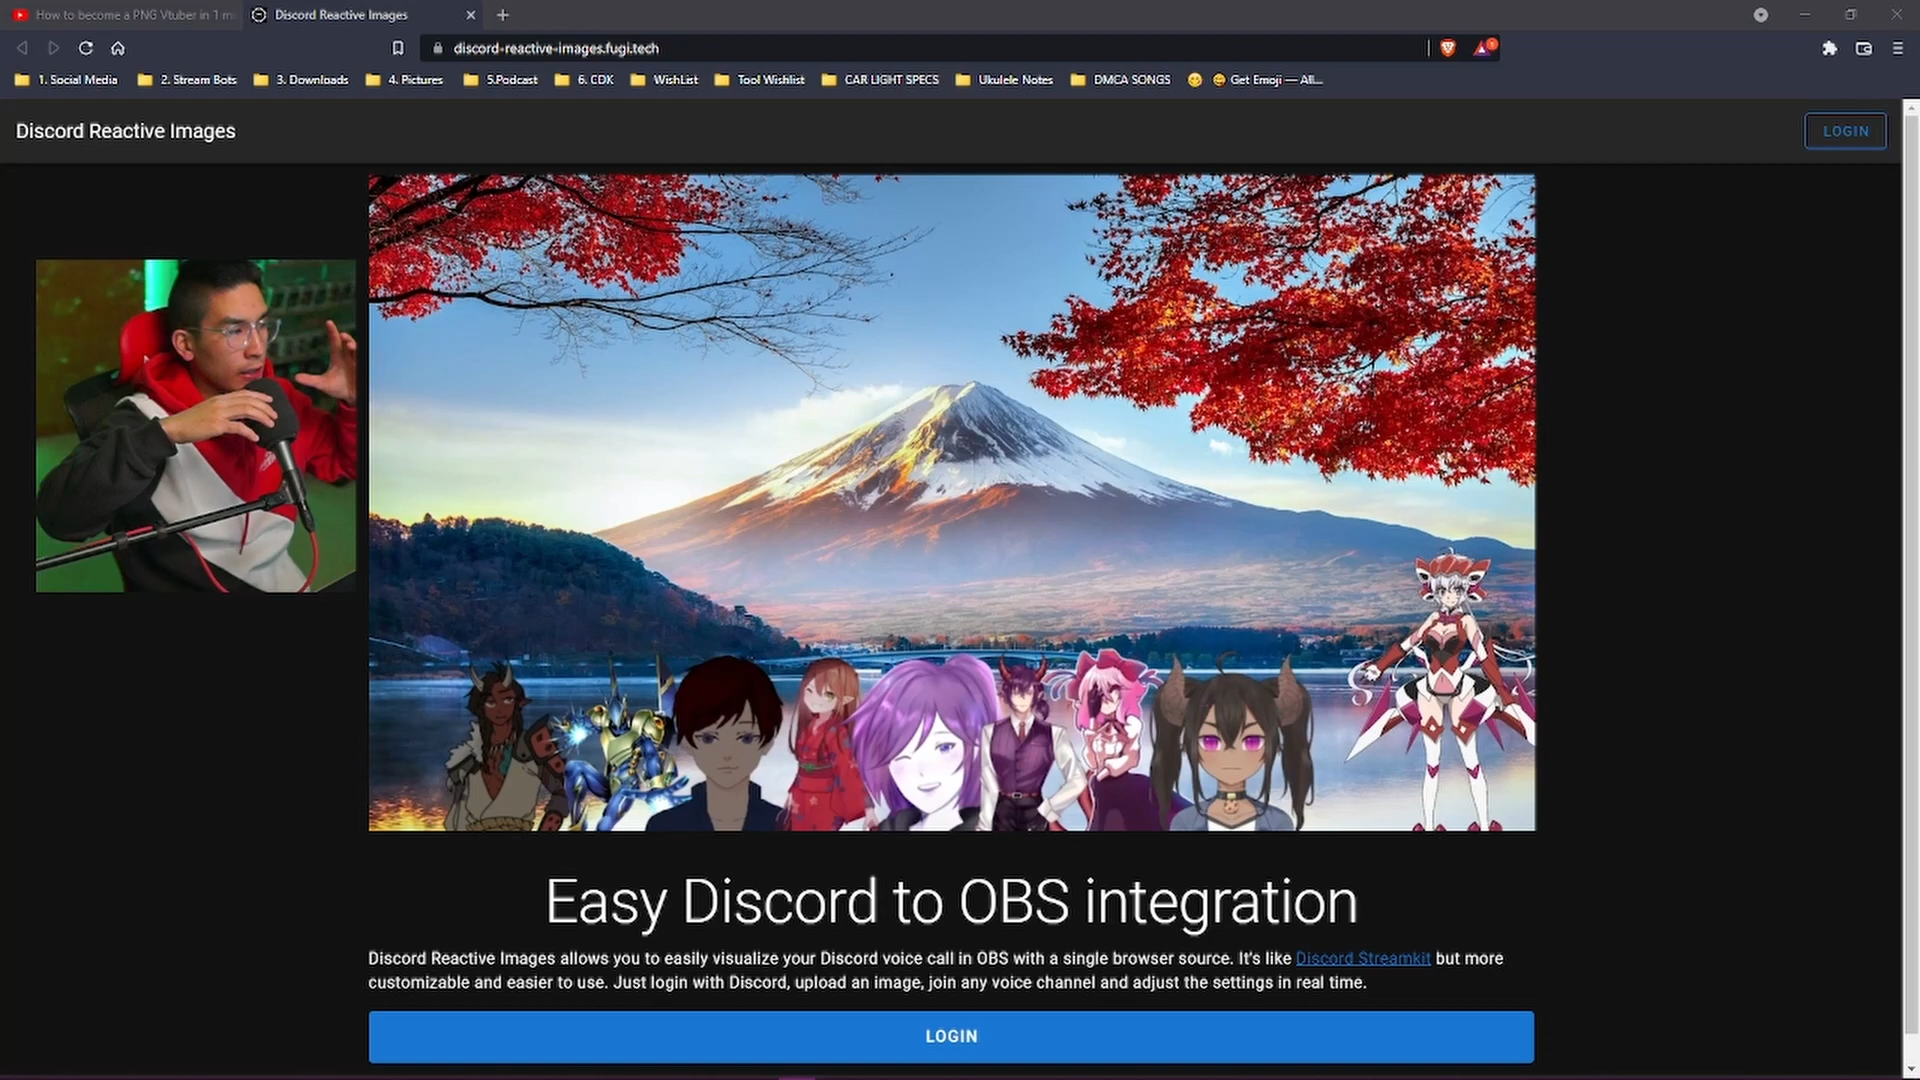 How to become a PNG Vtuber in 1 m
Discord Reactive Images
discord-reactive-images.fugi.tech
1. Social Media
2. Stream Bots
3. Downloads
4. Pictures
5.Podcast
6. CDK
WishList
Tool Wishlist
CAR LIGHT SPECS
Ukulele Notes
DMCA SONGS
Get Emoji — All...
Discord Reactive Images
LOGIN
Easy Discord to OBS integration
Discord Reactive Images allows you to easily visualize your Discord voice call in OBS with a single browser source. It's like Discord Streamkit but more
customizable and easier to use. Just login with Discord, upload an image, join any voice channel and adjust the settings in real time.
LOGIN